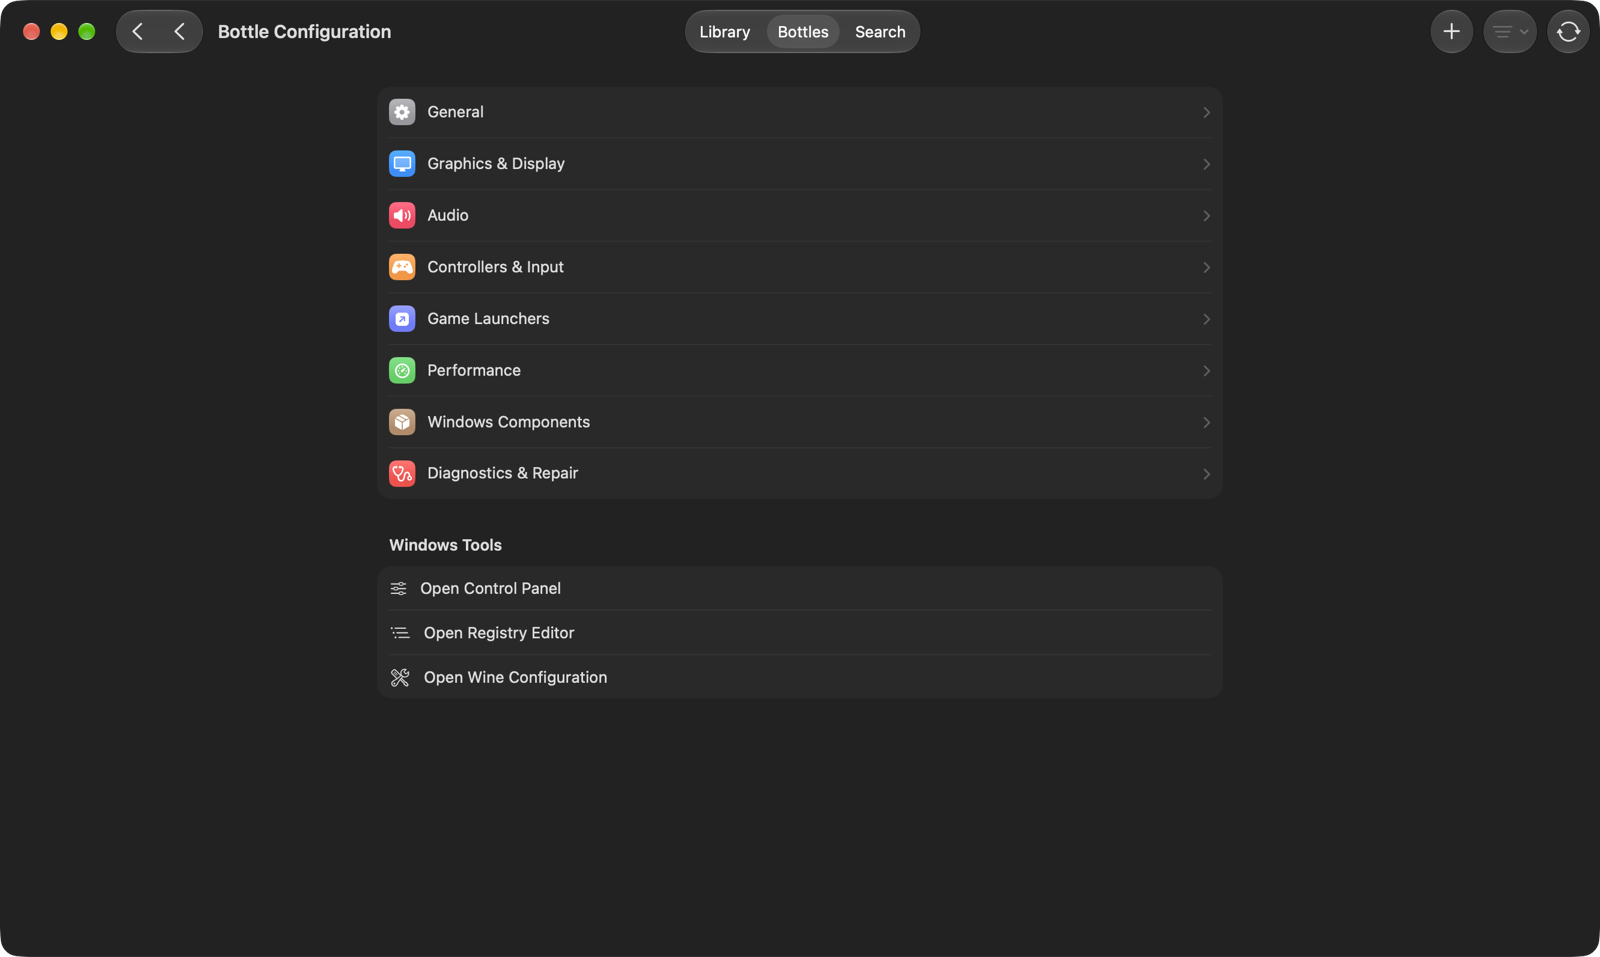 Bottle Configuration
Library
Bottles
Search
General
Graphics & Display
Audio
Controllers & Input
Game Launchers
Performance
Windows Components
Diagnostics & Repair
Windows Tools
Open Control Panel
Open Registry Editor
Open Wine Configuration